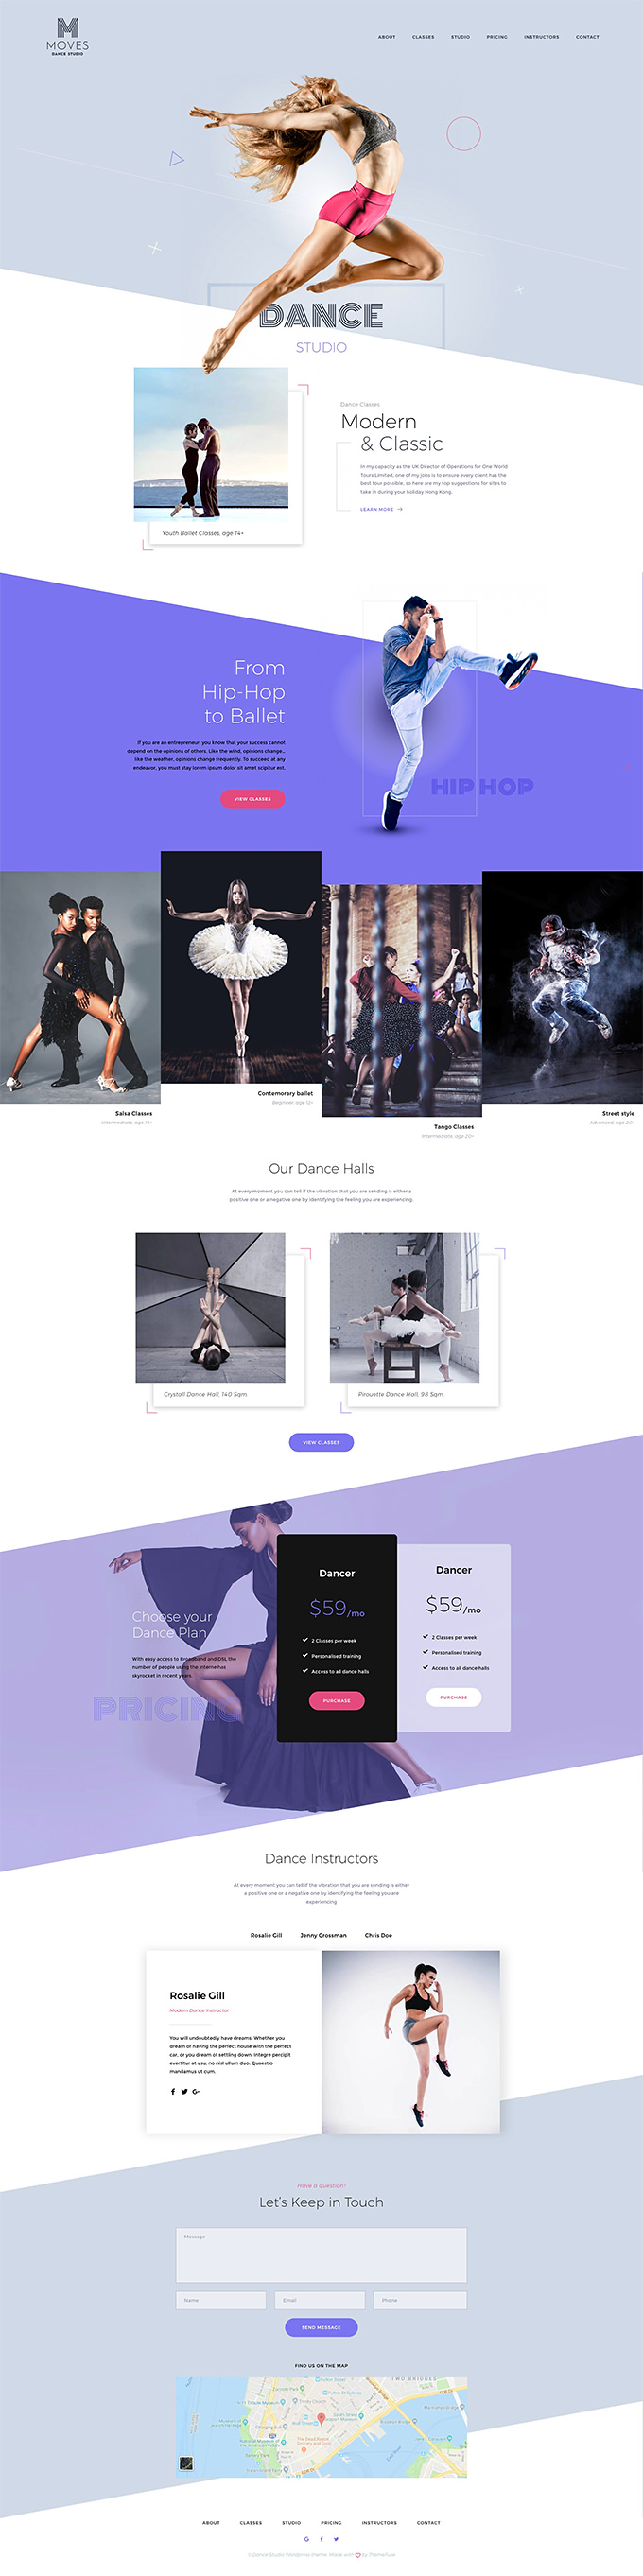 M
MOVES
DANCE STUDIO
ABOUT CLASSES STUDIO PRICING INSTRUCTORS CONTACT
DANCE
STUDIO
Dance Classes
Modern
& Classic
In my capacity as the UK Director of Operations for One World
Tours Limited, one of my jobs is to ensure every client has the
best tour possible, so here are my top suggestions for sites to
take in during your holiday Hong Kong.
LEARN MORE
Youth Ballet Classes, age 14+
From
Hip-Hop
to Ballet
If you are an entrepreneur, you know that your success cannot
depend on the opinions of others. Like the wind, opinions change...
like the weather, opinions change frequently. To succeed at any
endeavor, you must stay lorem ipsum dolor sit amet scipitur est.
VIEW CLASSES
HIP HOP
Salsa Classes
Intermediate, age 16+
Contemorary ballet
Beginner, age 12+
Tango Classes
Intermediate, age 20+
Street style
Advanced, age 20+
Our Dance Halls
At every moment you can tell if the vibration that you are sending is either a
positive one or a negative one by identifying the feeling you are experiencing.
Crystall Dance Hall, 140 Sqm
Pirouette Dance Hall, 98 Sqm
VIEW CLASSES
Choose your
Dance Plan
With easy access to Broadband and DSL the
number of people using the Interne has
skyrocket in recent years
PRICING
Dancer
$59/mo
2 Classes per week
Personalised training
Access to all dance halls
PURCHASE
Dancer
$59/mo
2 Classes per week
Personalised training
Access to all dance halls
PURCHASE
Dance Instructors
At every moment you can tell if the vibration that you are sending is either
a positive one or a negative one by identifying the feeling you are
experiencing
Rosalie Gill Jenny Crossman Chris Doe
Rosalie Gill
Modern Dance Instructor
You will undoubtedly have dreams. Whether you
dream of having the perfect house with the perfect
car, or you dream of settling down. Integre percipit
evertitur at usu, no nisl ullum duo. Quaestio
mandamus ut cum.
Have a question?
Let's Keep in Touch
Message
Name Email Phone
SEND MESSAGE
FIND US ON THE MAP
TWO BRIDGES
Trinity Church
Battery Park
ABOUT CLASSES STUDIO PRICING INSTRUCTORS CONTACT
© Dance Studio Wordpress theme. Made with by ThemeFuse